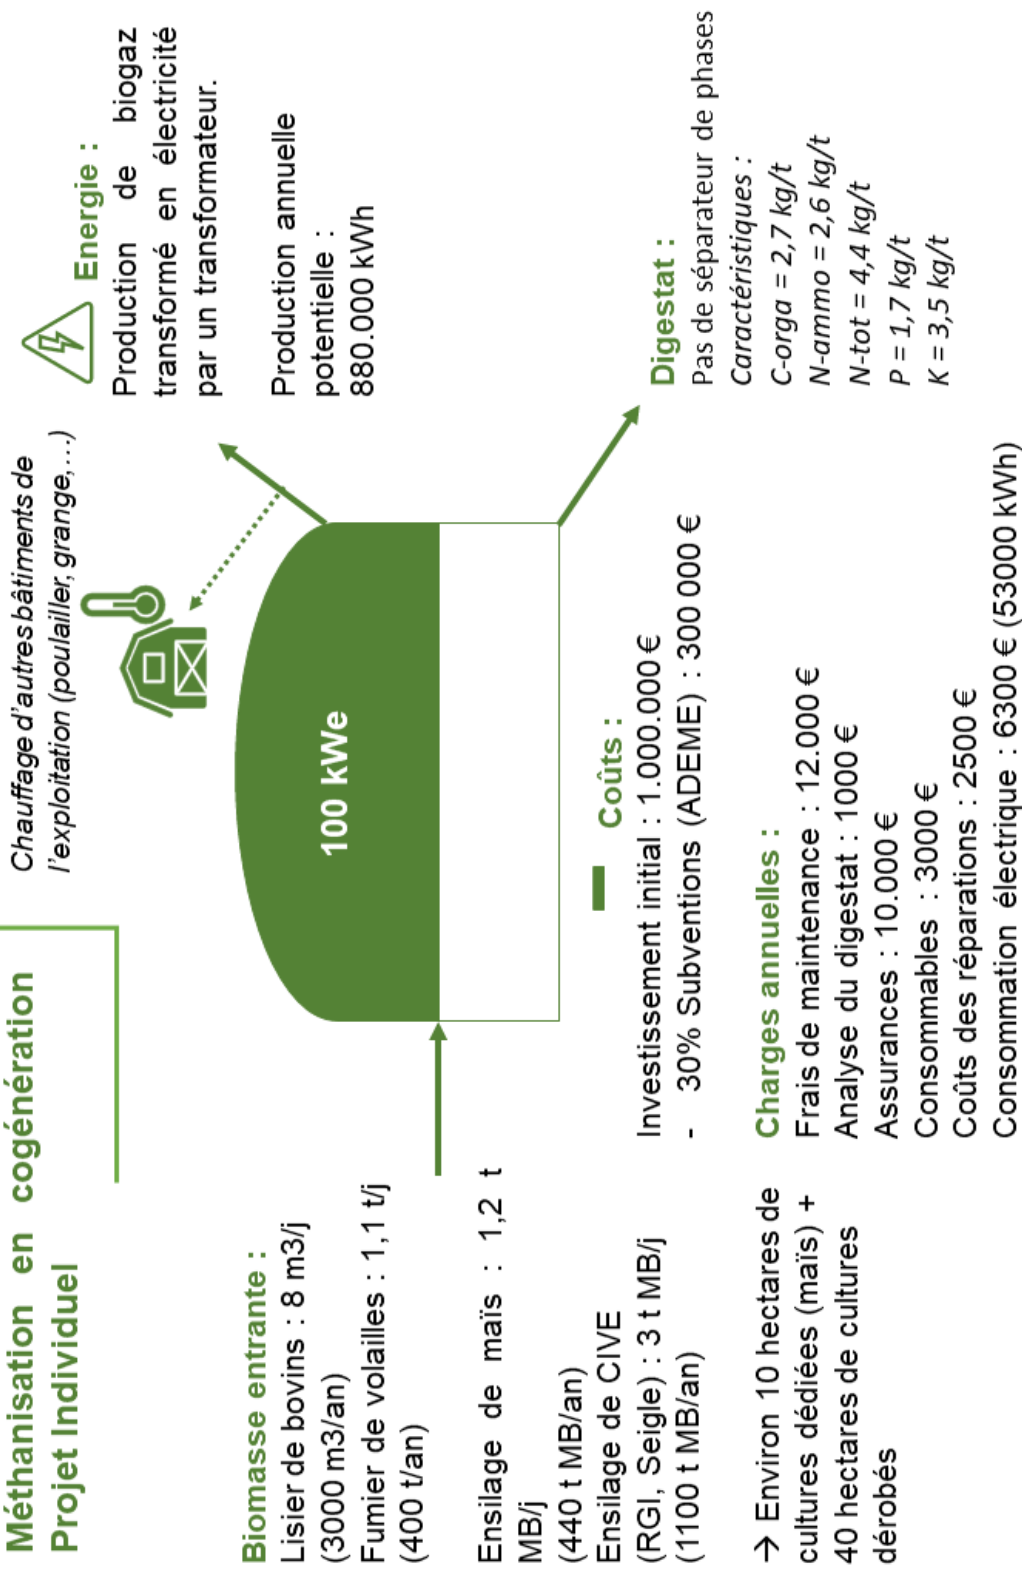 Méthanisation en cogénération
Projet Individuel
Biomasse entrante :
Lisier de bovins : 8 m3/j
(3000 m3/an)
Fumier de volailles : 1,1 t/j
(400 t/an)
Ensilage de maïs : 1,2 t
MB/j
(440 t MB/an)
Ensilage de CIVE
(RGI, Seigle) : 3 t MB/j
(1100 t MB/an)
→ Environ 10 hectares de
cultures dédiées (maïs) +
40 hectares de cultures
dérobés
Chauffage d'autres bâtiments de
l'exploitation (poulailler, grange,…)
100 kWe
Coûts :
Investissement initial : 1.000.000 €
- 30% Subventions (ADEME) : 300 000 €
Charges annuelles :
Frais de maintenance : 12.000 €
Analyse du digestat : 1000 €
Assurances : 10.000 €
Consommables : 3000 €
Coûts des réparations : 2500 €
Consommation électrique : 6300 € (53000 kWh)
Energie :
Production de biogaz
transformé en électricité
par un transformateur.
Production annuelle
potentielle :
880.000 kWh
Digestat :
Pas de séparateur de phases
Caractéristiques :
C-orga = 2,7 kg/t
N-ammo = 2,6 kg/t
N-tot = 4,4 kg/t
P = 1,7 kg/t
K = 3,5 kg/t